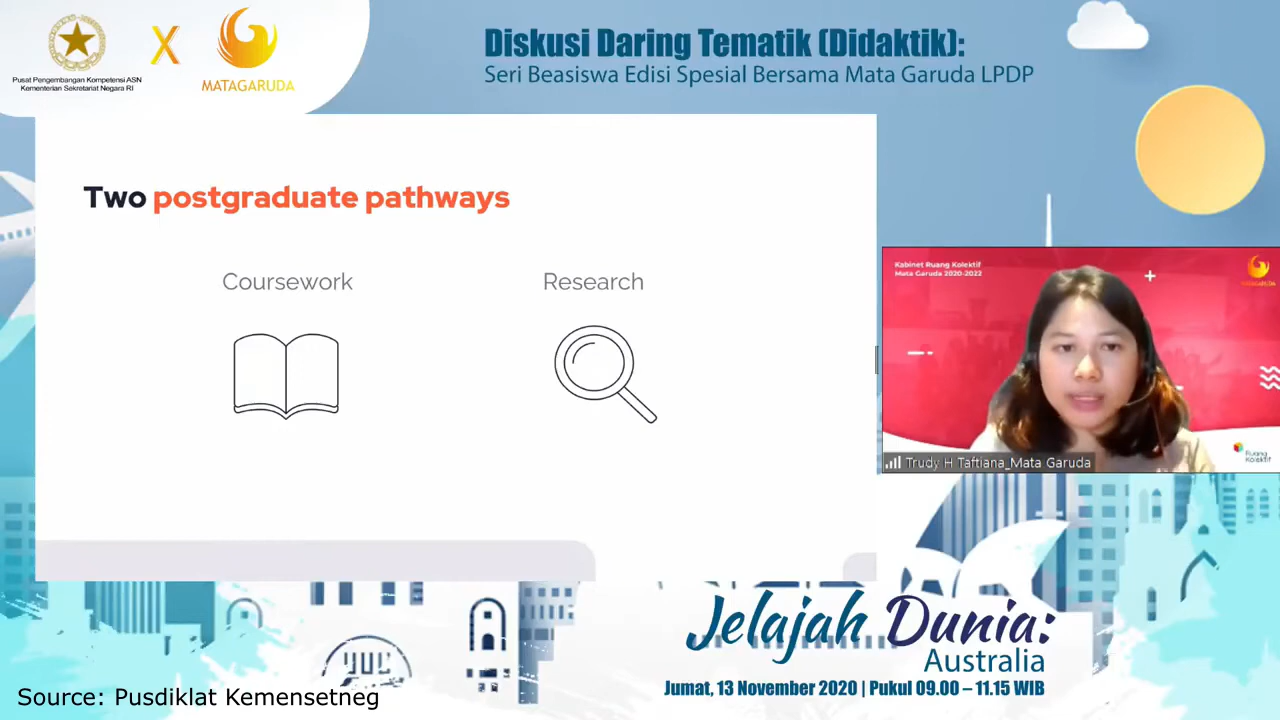 Pusat Pengembangan Kompetensi ASN
Kementerian Sekretariat Negara RI
X
MATAGARUDA
Diskusi Daring Tematik (Didaktik):
Seri Beasiswa Edisi Spesial Bersama Mata Garuda LPDP
Two postgraduate pathways
Coursework
Research
Kabinet Ruang Kolektif
Mata Garuda 2020-2022
MATAGARUDA
Ruang
Kolektif
Trudy H Taftiana_Mata Garuda
Jelajah Dunia:
Australia
Jumat, 13 November 2020 | Pukul 09.00 – 11.15 WIB
Source: Pusdiklat Kemensetneg